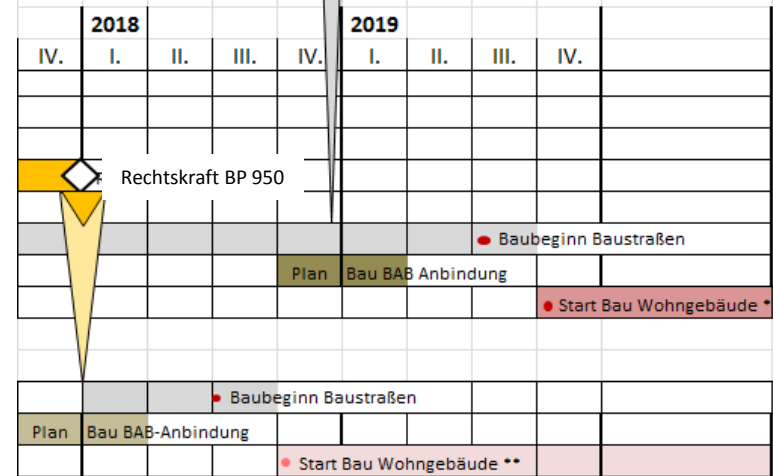 2018 2019
IV. I. II. III. IV. I. II. III. IV.
Rechtskraft BP 950
Baubeginn Baustraßen
Plan Bau BAB Anbindung
Start Bau Wohngebäude *
Baubeginn Baustraßen
Plan Bau BAB-Anbindung
Start Bau Wohngebäude **